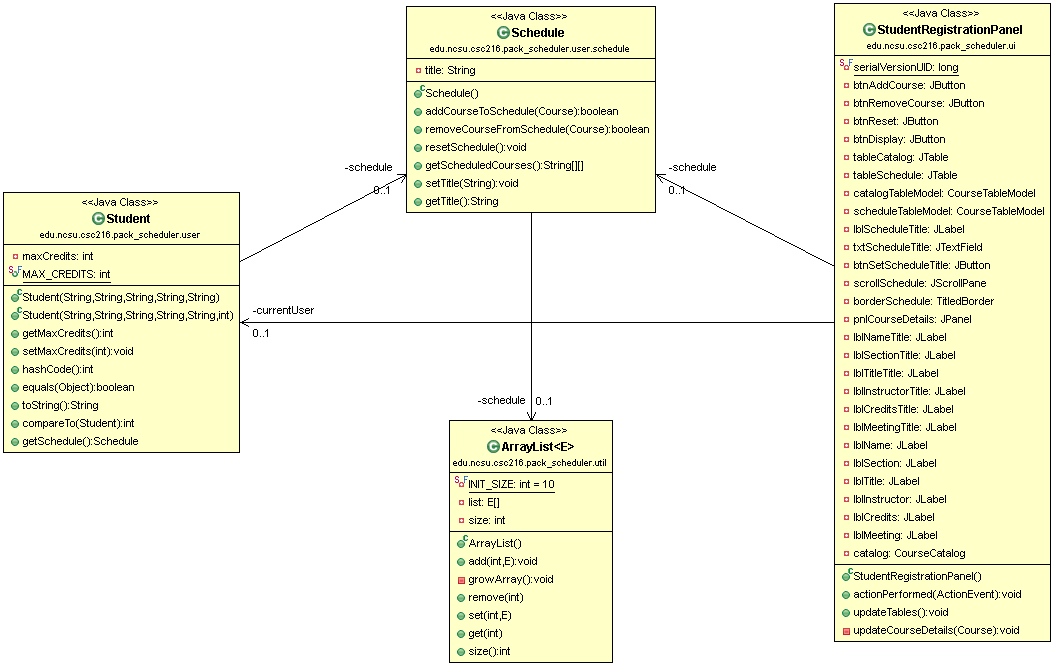 <<Java Class>>
Schedule
edu.ncsu.csc216.pack_scheduler.user.schedule
title: String
Schedule()
addCourseToSchedule(Course):boolean
removeCourseFromSchedule(Course):boolean
resetSchedule():void
getScheduledCourses():String[][]
setTitle(String):void
getTitle():String
<<Java Class>>
StudentRegistrationPanel
edu.ncsu.csc216.pack_scheduler.ui
serialVersionUID: long
btnAddCourse: JButton
btnRemoveCourse: JButton
btnReset: JButton
btnDisplay: JButton
tableCatalog: JTable
tableSchedule: JTable
catalogTableModel: CourseTableModel
scheduleTableModel: CourseTableModel
lblScheduleTitle: JLabel
txtScheduleTitle: JTextField
btnSetScheduleTitle: JButton
scrollSchedule: JScrollPane
borderSchedule: TitledBorder
pnlCourseDetails: JPanel
lblNameTitle: JLabel
lblSectionTitle: JLabel
lblTitleTitle: JLabel
lblInstructorTitle: JLabel
lblCreditsTitle: JLabel
lblMeetingTitle: JLabel
lblName: JLabel
lblSection: JLabel
lblTitle: JLabel
lblInstructor: JLabel
lblCredits: JLabel
lblMeeting: JLabel
catalog: CourseCatalog
StudentRegistrationPanel()
actionPerformed(ActionEvent):void
updateTables():void
updateCourseDetails(Course):void
-schedule
0..1
-schedule
0..1
<<Java Class>>
Student
edu.ncsu.csc216.pack_scheduler.user
maxCredits: int
MAX_CREDITS: int
Student(String,String,String,String,String)
Student(String,String,String,String,String,int)
getMaxCredits():int
setMaxCredits(int):void
hashCode():int
equals(Object):boolean
toString():String
compareTo(Student):int
getSchedule():Schedule
-currentUser
0..1
-schedule
0..1
<<Java Class>>
ArrayList<E>
edu.ncsu.csc216.pack_scheduler.util
INIT_SIZE: int = 10
list: E[]
size: int
ArrayList()
add(int,E):void
growArray():void
remove(int)
set(int,E)
get(int)
size():int